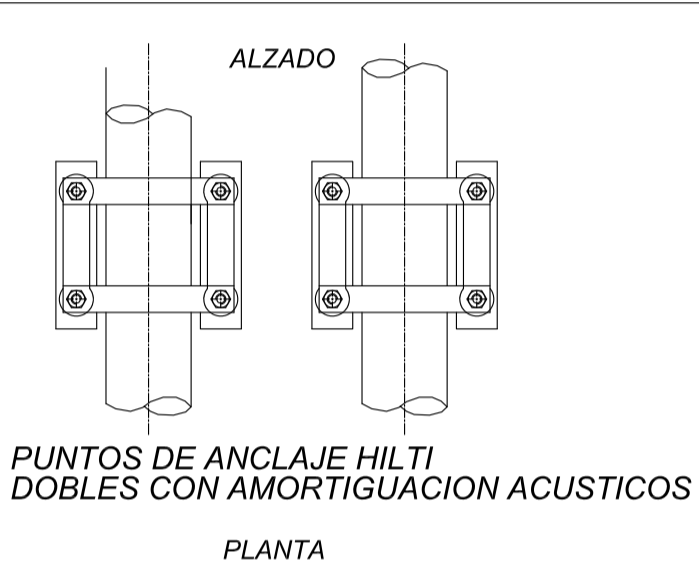 ALZADO
PUNTOS DE ANCLAJE HILTI
DOBLES CON AMORTIGUACION ACUSTICOS
PLANTA